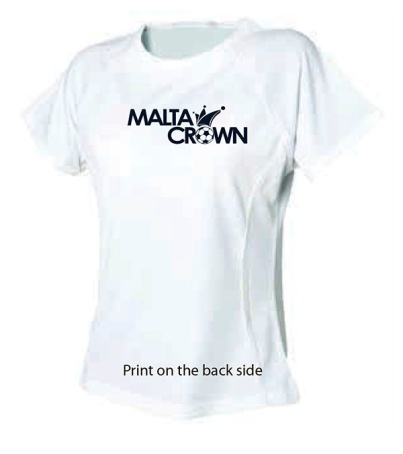 MALTA
CROWN
Print on the back side